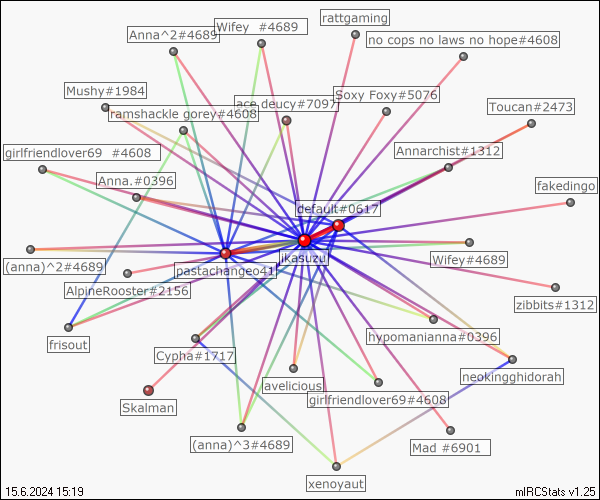 rattgaming
Wifey #4689
Anna^2#4689
no cops no laws no hope#4608
Mushy#1984
Soxy Foxy#5076
ace deucy#7097
Toucan#2473
ramshackle gorey#4608
girlfriendlover69 #4608
Annarchist#1312
Anna.#0396
fakedingo
default#0617
jikasuzu
Wifey#4689
(anna)^2#4689
pastachangeo41
AlpineRooster#2156
zibbits#1312
hypomanianna#0396
frisout
Cypha#1717
neokingghidorah
avelicious
girlfriendlover69#4608
Skalman
(anna)^3#4689
Mad #6901
xenoyaut
15.6.2024 15:19
mIRCStats v1.25